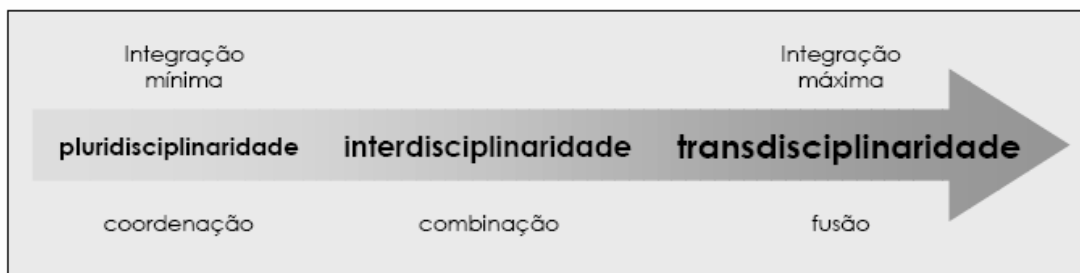 Integração
mínima
Integração
máxima
pluridisciplinaridade
interdisciplinaridade
transdisciplinaridade
coordenação
combinação
fusão